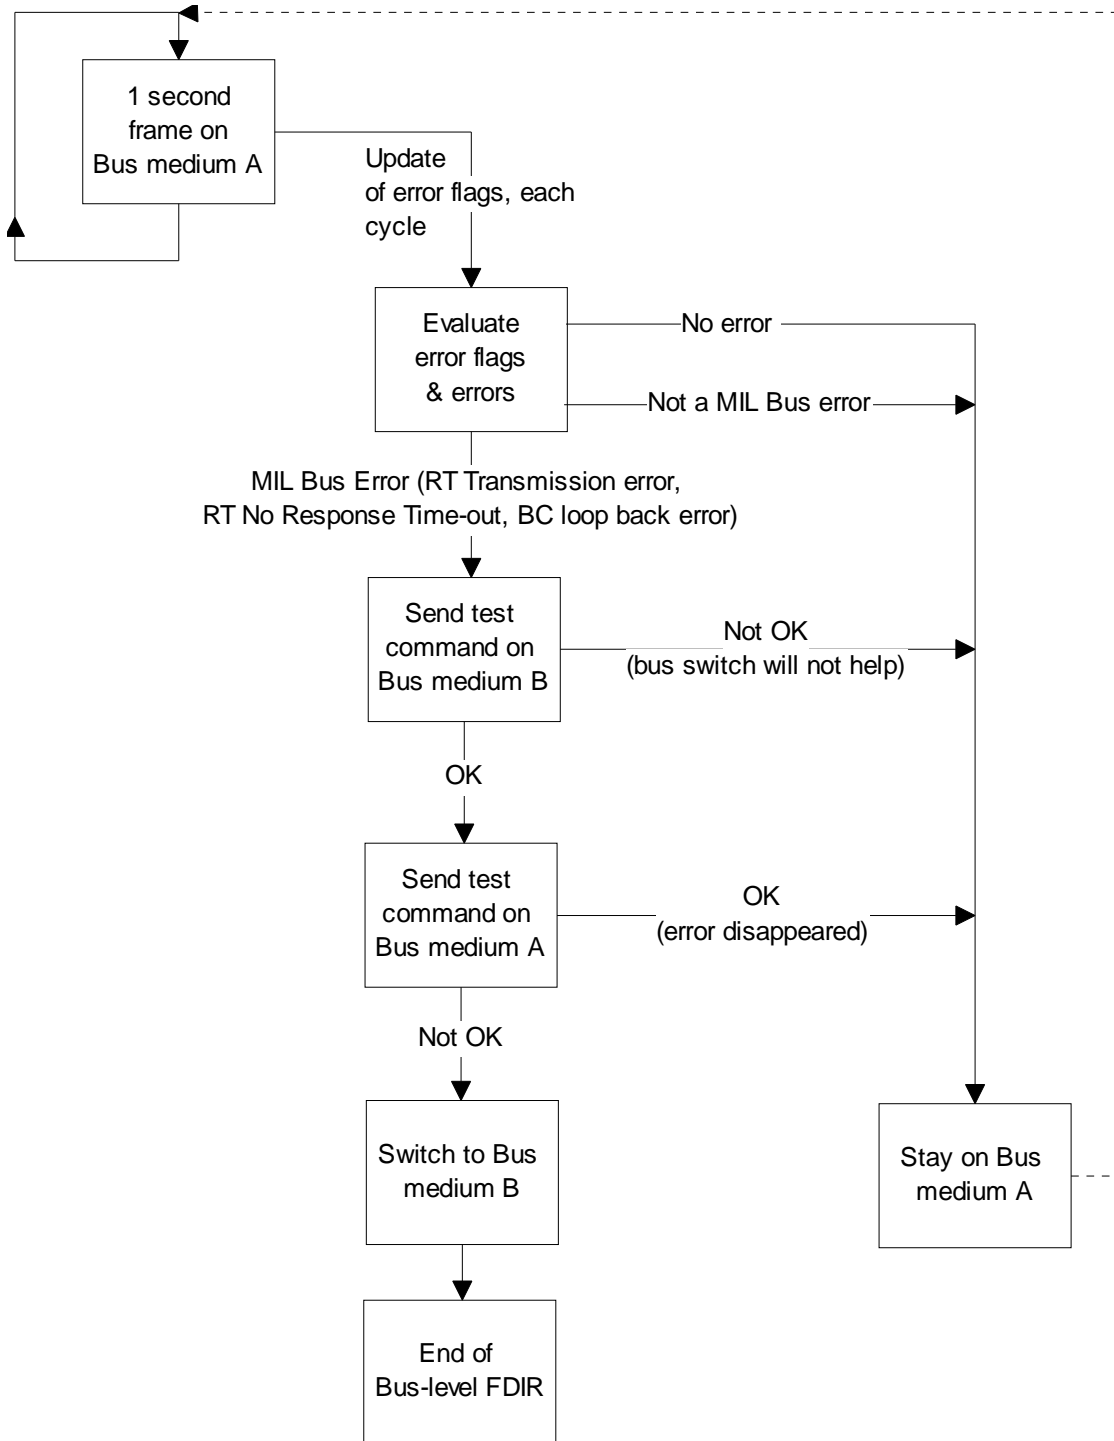 1 second
frame on
Bus medium A
Update
of error flags, each
cycle
Evaluate
error flags
& errors
No error
Not a MIL Bus error
MIL Bus Error (RT Transmission error,
RT No Response Time-out, BC loop back error)
Send test
command on
Bus medium B
Not OK
(bus switch will not help)
OK
Send test
command on
Bus medium A
OK
(error disappeared)
Not OK
Switch to Bus
medium B
Stay on Bus
medium A
End of
Bus-level FDIR